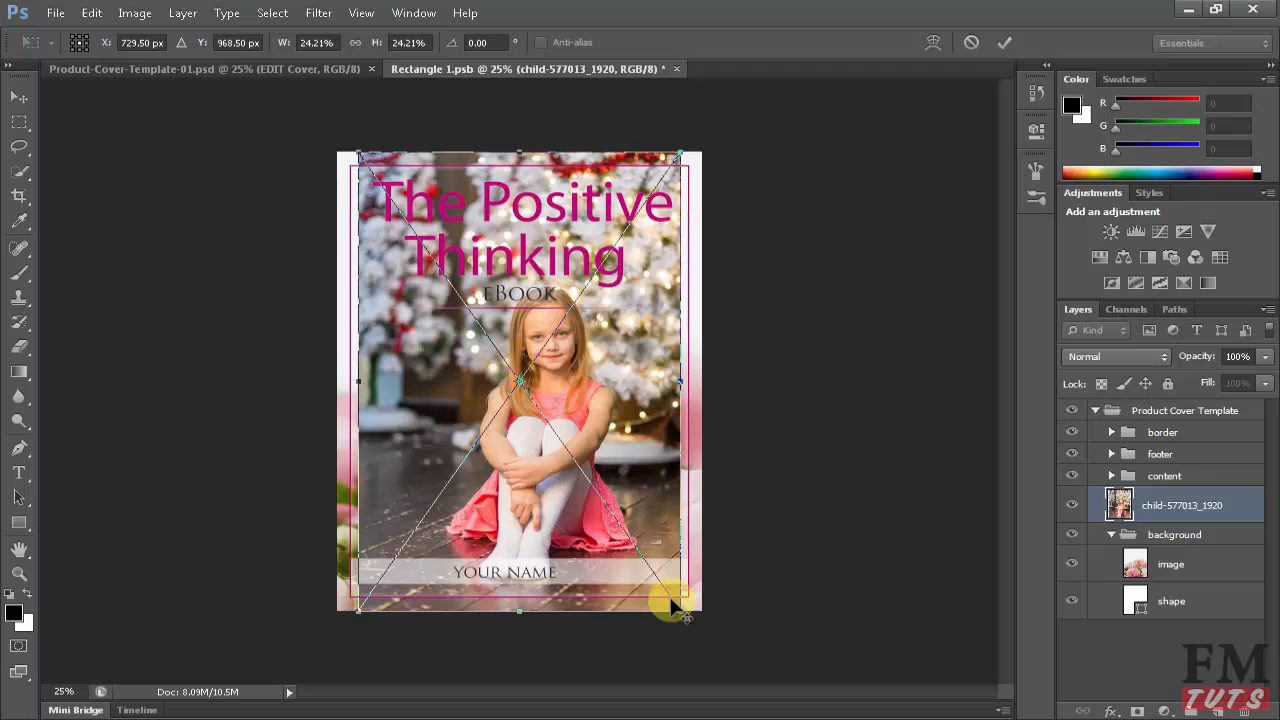 Ps File Edit Image Layer Type Select Filter View Window Help
X: 729.50 px Y: 968.50 px W: 24.21% H: 24.21% 0.00 ° Anti-alias Essentials
Product-Cover-Template-01.psd @ 25% (EDIT Cover, RGB/8) × Rectangle 1.psb @ 25% (child-577013_1920, RGB/8) * ×
Color Swatches
R 0
G 0
B 0
Adjustments Styles
Add an adjustment
Layers Channels Paths
Kind
Normal Opacity: 100%
Lock: Fill: 100%
Product Cover Template
border
footer
content
child-577013_1920
background
image
shape
The Positive
Thinking
eBook
YOUR NAME
25% Doc: 8.09M/10.5M
Mini Bridge Timeline
FM
TUTS